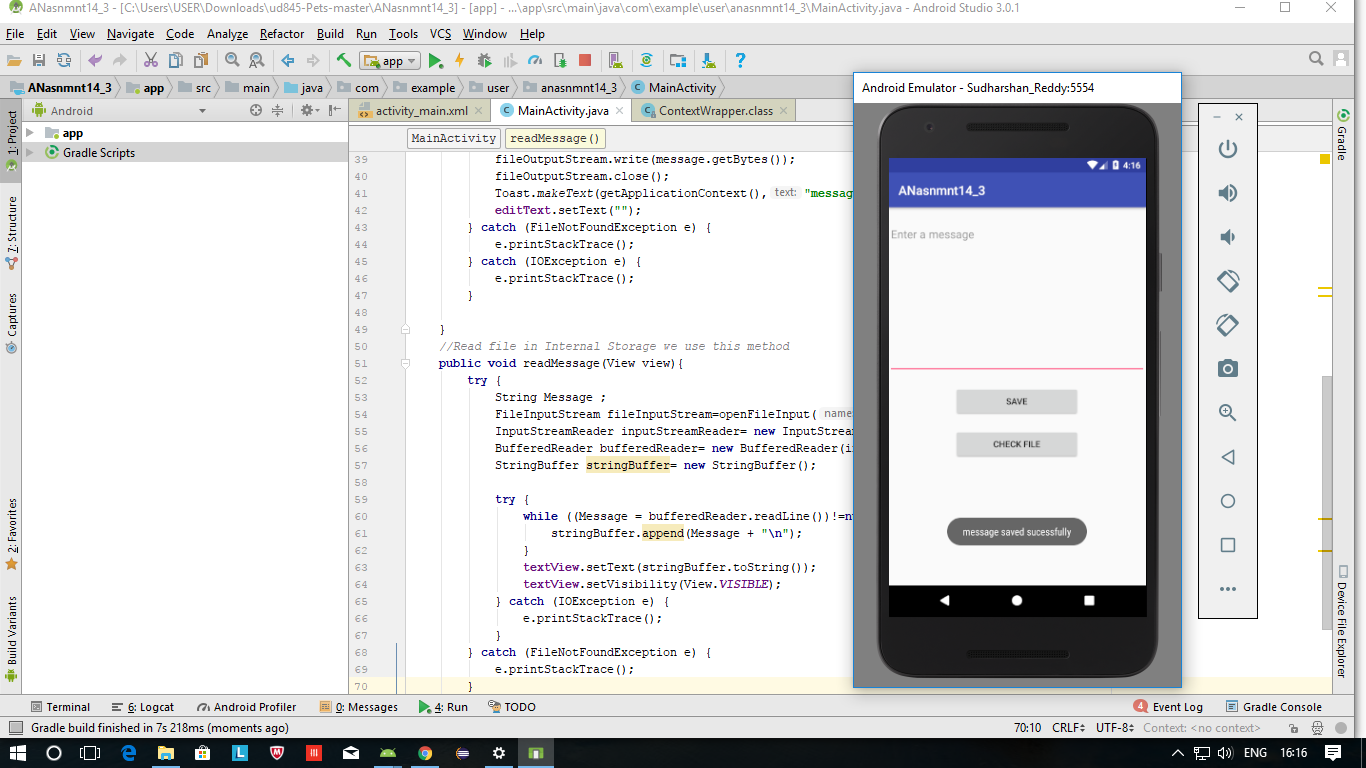 ANasnmnt14_3 - [C:\Users\USER\Downloads\ud845-Pets-master\ANasnmnt14_3] - [app] - ...\app\src\main\java\com\example\user\anasnmnt14_3\MainActivity.java - Android Studio 3.0.1
File Edit View Navigate Code Analyze Refactor Build Run Tools VCS Window Help
app
ANasnmnt14_3 app src main java com example user anasnmnt14_3 MainActivity
Android
activity_main.xml MainActivity.java ContextWrapper.class
app
Gradle Scripts
MainActivity readMessage()
39 fileOutputStream.write(message.getBytes());
40 fileOutputStream.close();
41 Toast.makeText(getApplicationContext(), text: "messag
42 editText.setText("");
43 } catch (FileNotFoundException e) {
44 e.printStackTrace();
45 } catch (IOException e) {
46 e.printStackTrace();
47 }
48
49 }
50 //Read file in Internal Storage we use this method
51 public void readMessage(View view){
52 try {
53 String Message ;
54 FileInputStream fileInputStream=openFileInput( name:
55 InputStreamReader inputStreamReader= new InputStream
56 BufferedReader bufferedReader= new BufferedReader(i
57 StringBuffer stringBuffer= new StringBuffer();
58
59 try {
60 while ((Message = bufferedReader.readLine())!=n
61 stringBuffer.append(Message + "\n");
62 }
63 textView.setText(stringBuffer.toString());
64 textView.setVisibility(View.VISIBLE);
65 } catch (IOException e) {
66 e.printStackTrace();
67 }
68 } catch (FileNotFoundException e) {
69 e.printStackTrace();
70 }
1: Project
7: Structure
Captures
2: Favorites
Build Variants
Android Emulator - Sudharshan_Reddy:5554
4:16
ANasnmnt14_3
Enter a message
SAVE
CHECK FILE
message saved sucessfully
Gradle
Device File Explorer
Terminal 6: Logcat Android Profiler 0: Messages 4: Run TODO 4 Event Log Gradle Console
Gradle build finished in 7s 218ms (moments ago) 70:10 CRLF UTF-8 Context: <no context>
ENG 16:16